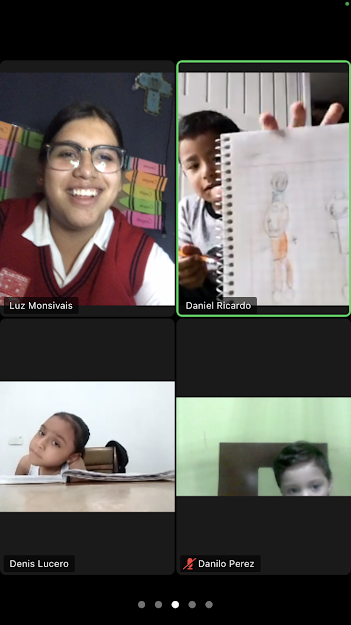 Luz Monsivais
Daniel Ricardo
Denis Lucero
Danilo Perez